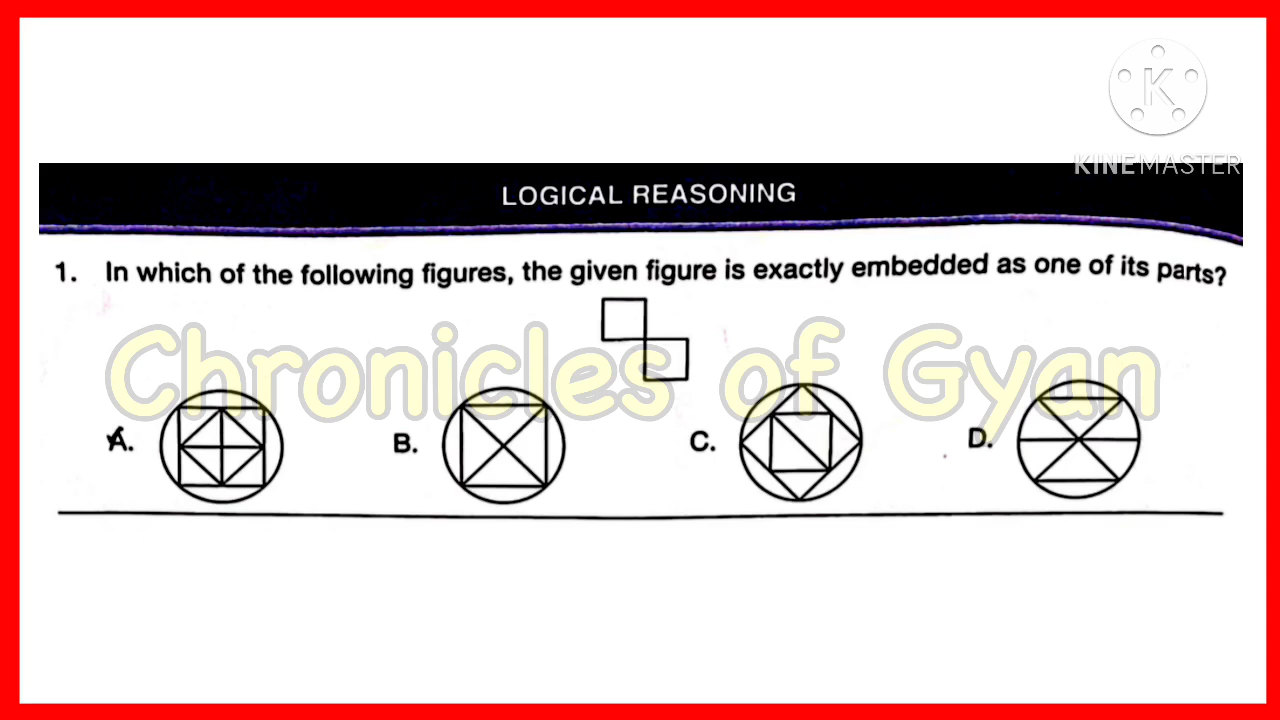 K
KINEMASTER
LOGICAL REASONING
1. In which of the following figures, the given figure is exactly embedded as one of its parts?
Chronicles of Gyan
A. B. C. D.